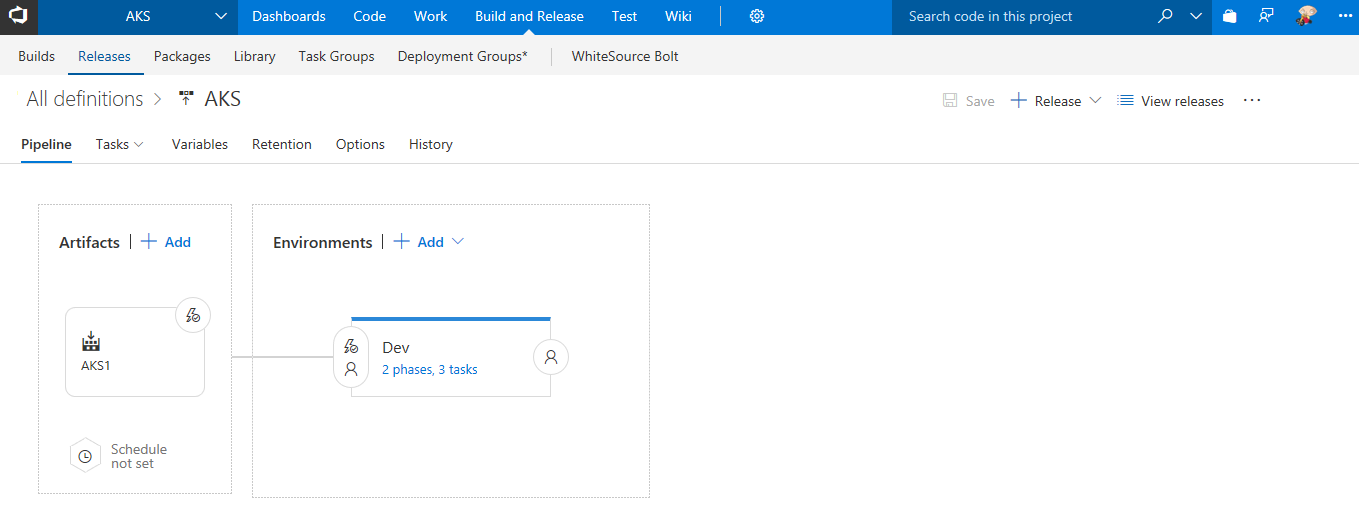 AKS Dashboards Code Work Build and Release Test Wiki Search code in this project
Builds Releases Packages Library Task Groups Deployment Groups* WhiteSource Bolt
All definitions > AKS Save + Release View releases ...
Pipeline Tasks Variables Retention Options History
Artifacts | + Add Environments | + Add
Dev
AKS1 2 phases, 3 tasks
Schedule
not set